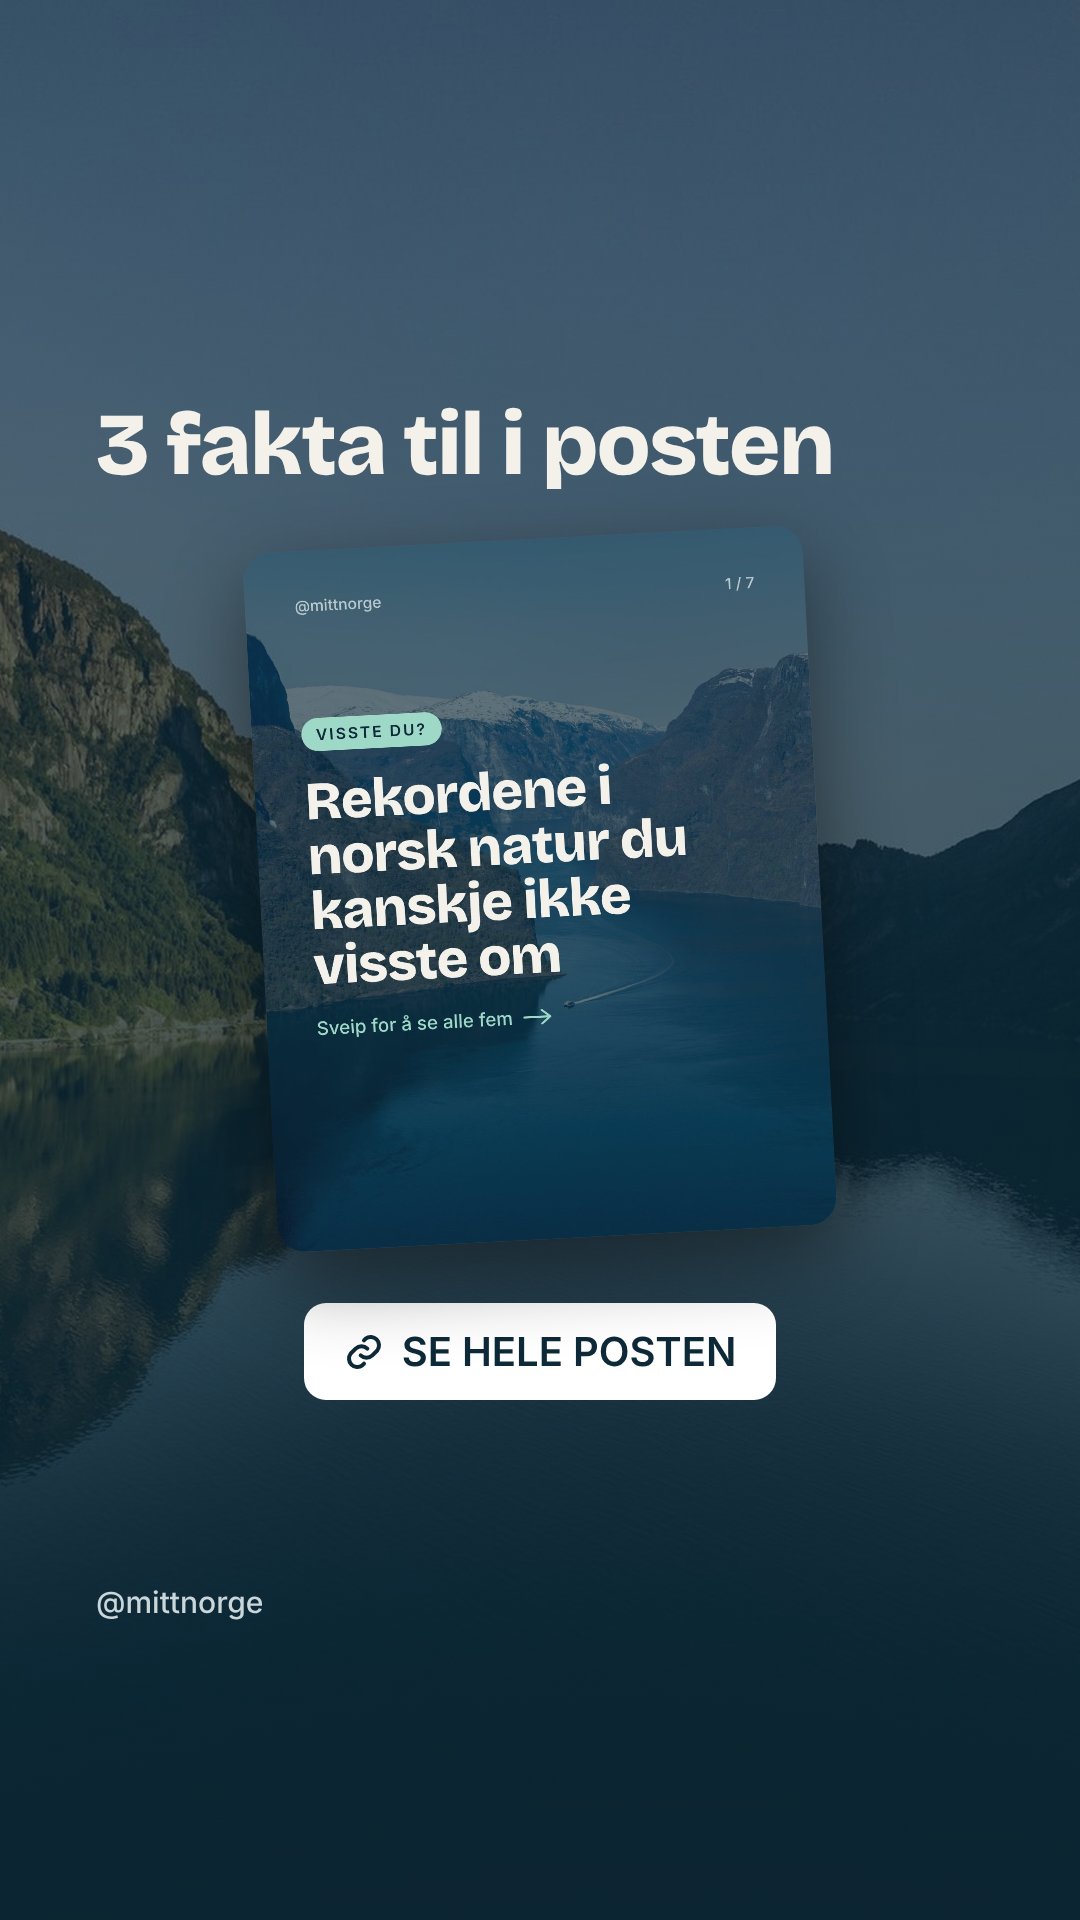 3 fakta til i posten
@mittnorge
1 / 7
VISSTE DU?
Rekordene i
norsk natur du
kanskje ikke
visste om
Sveip for å se alle fem →
SE HELE POSTEN
@mittnorge